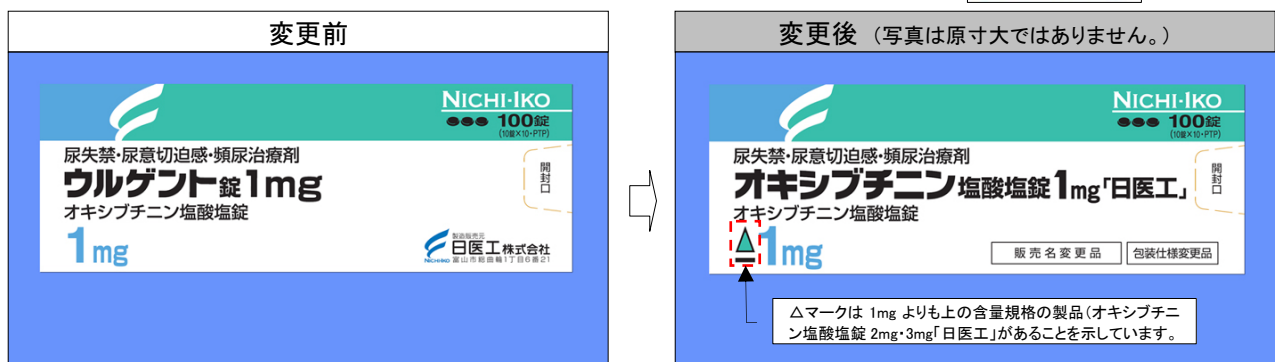 変更前
NICHI-IKO
100錠
(10錠×10・PTP)
尿失禁・尿意切迫感・頻尿治療剤
ウルゲント錠1mg
オキシブチニン塩酸塩錠
開封口
1mg
製造販売元
日医工株式会社
NICHI-IKO 富山市総曲輪1丁目6番21
変更後（写真は原寸大ではありません。）
NICHI-IKO
100錠
(10錠×10・PTP)
尿失禁・尿意切迫感・頻尿治療剤
オキシブチニン塩酸塩錠1mg「日医工」
オキシブチニン塩酸塩錠
開封口
1mg
販売名変更品
包装仕様変更品
△マークは 1mg よりも上の含量規格の製品（オキシブチニ
ン塩酸塩錠 2mg・3mg「日医工」があることを示しています。